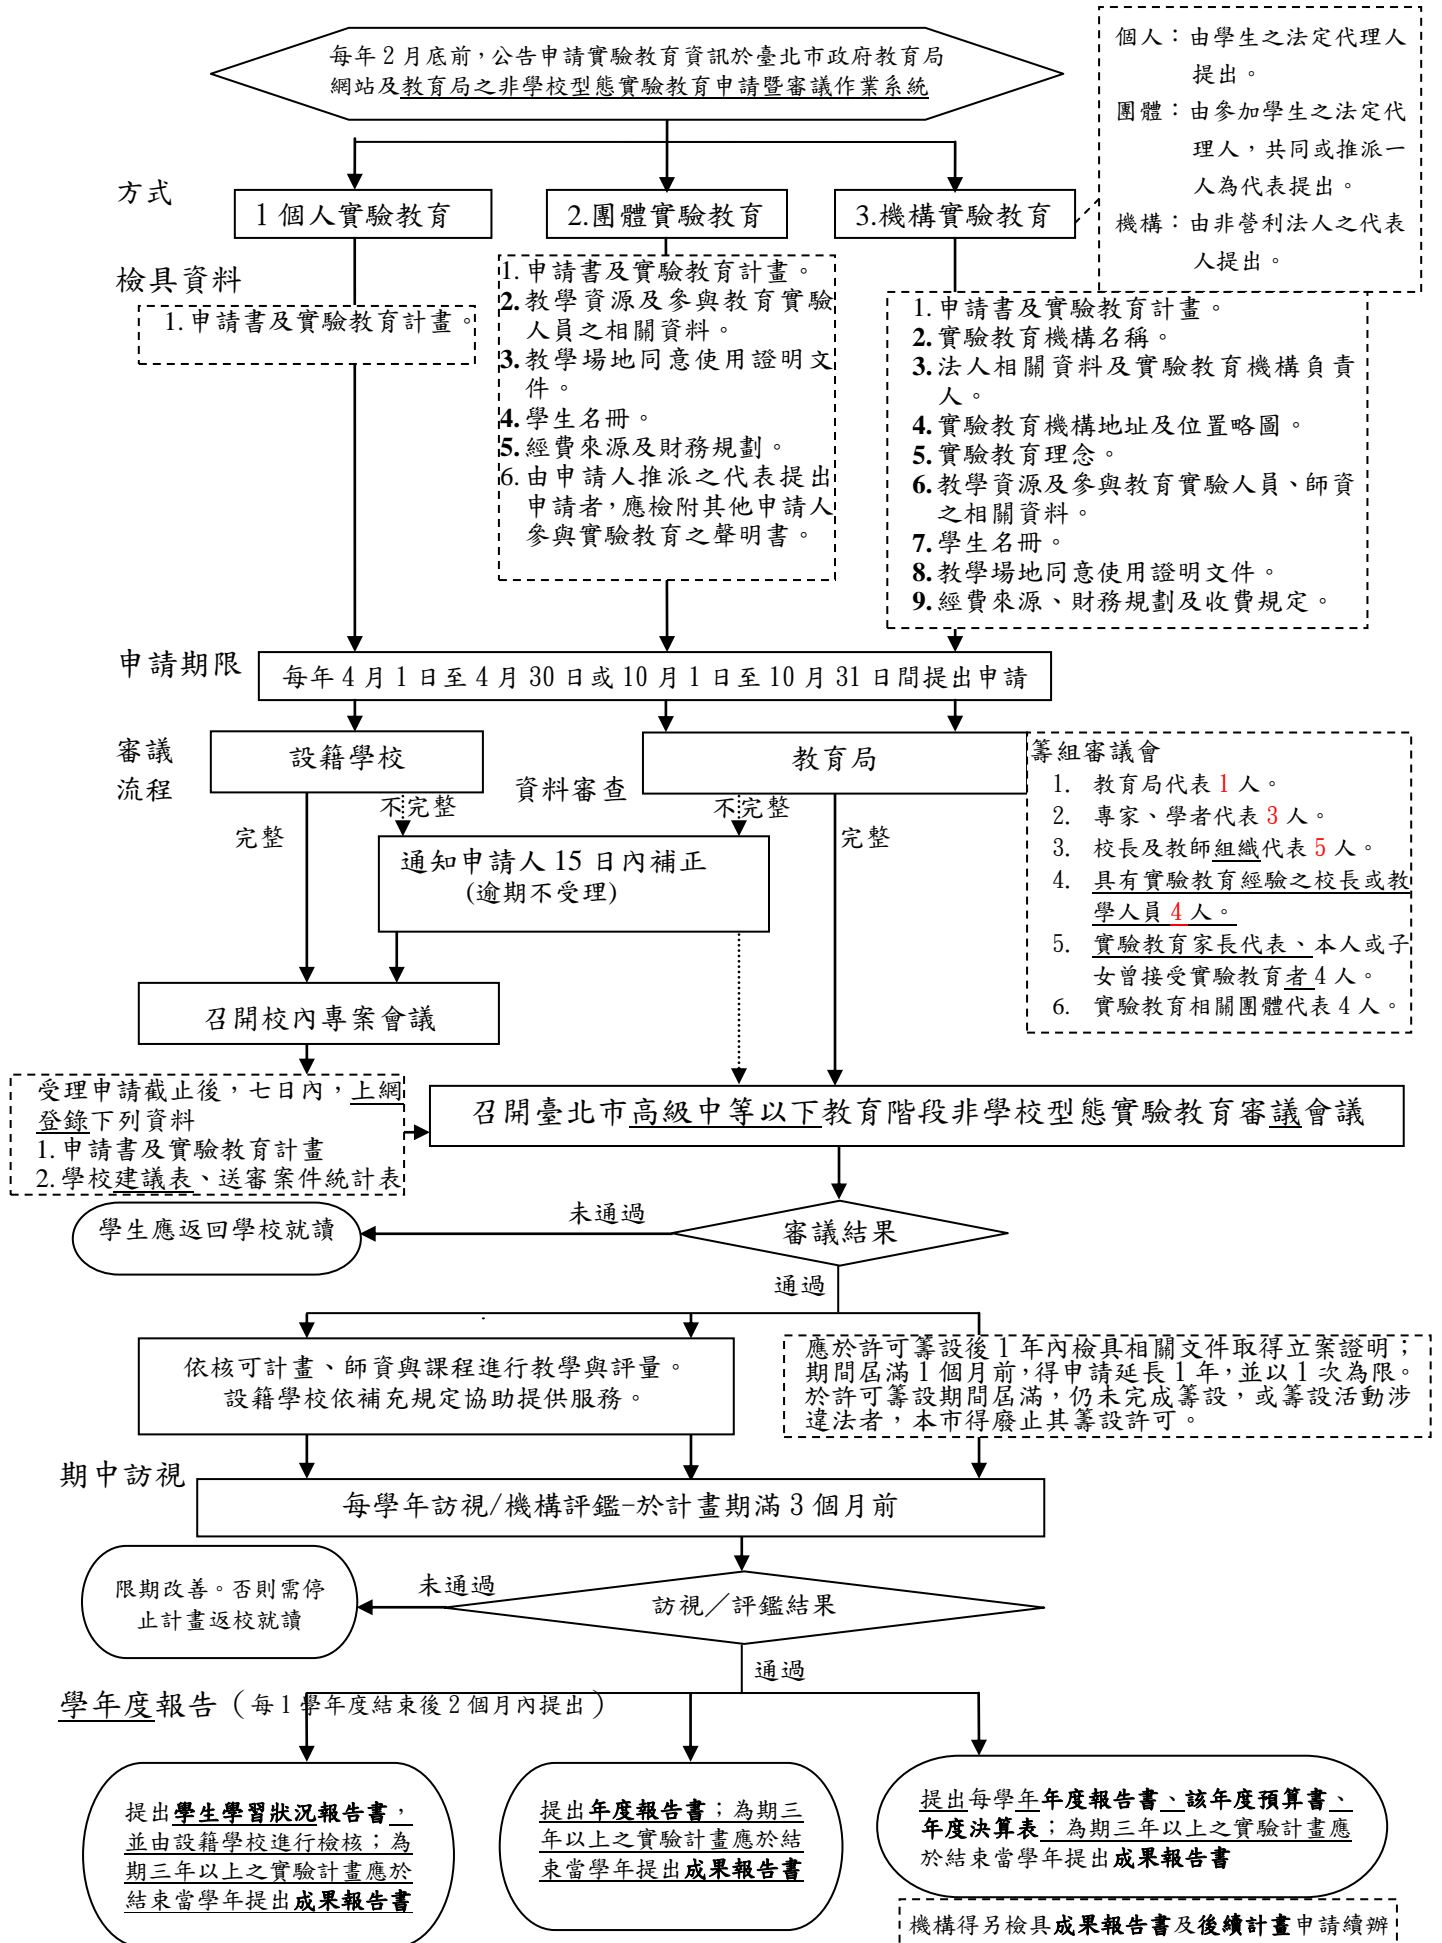 每年 2 月底前，公告申請實驗教育資訊於臺北市政府教育局
網站及教育局之非學校型態實驗教育申請暨審議作業系統
個人：由學生之法定代理人
提出。
團體：由參加學生之法定代
理人，共同或推派一
人為代表提出。
機構：由非營利法人之代表
人提出。
方式
1 個人實驗教育
2.團體實驗教育
3.機構實驗教育
檢具資料
1.申請書及實驗教育計畫。
1.申請書及實驗教育計畫。
2.教學資源及參與教育實驗
人員之相關資料。
3.教學場地同意使用證明文
件。
4.學生名冊。
5.經費來源及財務規劃。
6.由申請人推派之代表提出
申請者，應檢附其他申請人
參與實驗教育之聲明書。
1.申請書及實驗教育計畫。
2.實驗教育機構名稱。
3.法人相關資料及實驗教育機構負責
人。
4.實驗教育機構地址及位置略圖。
5.實驗教育理念。
6.教學資源及參與教育實驗人員、師資
之相關資料。
7.學生名冊。
8.教學場地同意使用證明文件。
9.經費來源、財務規劃及收費規定。
申請期限
每年 4 月 1 日至 4 月 30 日或 10 月 1 日至 10 月 31 日間提出申請
審議
流程
設籍學校
資料審查
教育局
不完整
不完整
完整
完整
通知申請人 15 日內補正
(逾期不受理)
籌組審議會
1. 教育局代表 1 人。
2. 專家、學者代表 3 人。
3. 校長及教師組織代表 5 人。
4. 具有實驗教育經驗之校長或教
學人員 4 人。
5. 實驗教育家長代表、本人或子
女曾接受實驗教育者 4 人。
6. 實驗教育相關團體代表 4 人。
召開校內專案會議
受理申請截止後，七日內，上網
登錄下列資料
1.申請書及實驗教育計畫
2.學校建議表、送審案件統計表
召開臺北市高級中等以下教育階段非學校型態實驗教育審議會議
學生應返回學校就讀
未通過
審議結果
通過
依核可計畫、師資與課程進行教學與評量。
設籍學校依補充規定協助提供服務。
應於許可籌設後 1 年內檢具相關文件取得立案證明；
期間屆滿 1 個月前，得申請延長 1 年，並以 1 次為限。
於許可籌設期間屆滿，仍未完成籌設，或籌設活動涉
違法者，本市得廢止其籌設許可。
期中訪視
每學年訪視/機構評鑑-於計畫期滿 3 個月前
限期改善。否則需停
止計畫返校就讀
未通過
訪視／評鑑結果
通過
學年度報告（每 1 學年度結束後 2 個月內提出）
提出學生學習狀況報告書，
並由設籍學校進行檢核；為
期三年以上之實驗計畫應於
結束當學年提出成果報告書
提出年度報告書；為期三
年以上之實驗計畫應於結
束當學年提出成果報告書
提出每學年年度報告書、該年度預算書、
年度決算表；為期三年以上之實驗計畫應
於結束當學年提出成果報告書
機構得另檢具成果報告書及後續計畫申請續辦